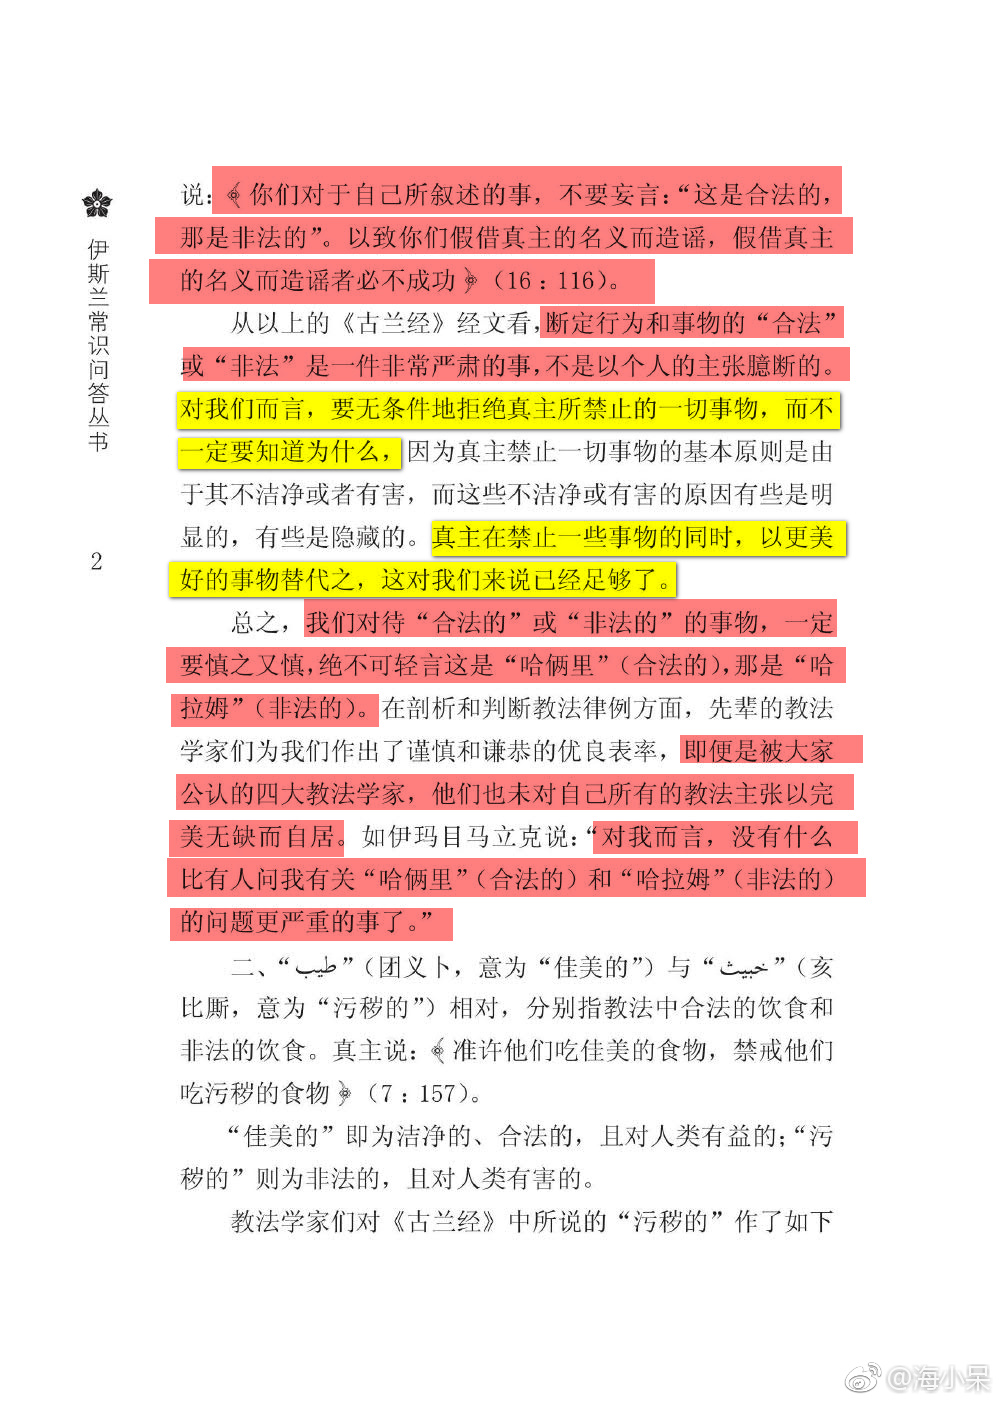 说：﴾你们对于自己所叙述的事，不要妄言：“这是合法的，
那是非法的”。以致你们假借真主的名义而造谣，假借真主
的名义而造谣者必不成功﴿（16：116）。
从以上的《古兰经》经文看，断定行为和事物的“合法”
或“非法”是一件非常严肃的事，不是以个人的主张臆断的。
对我们而言，要无条件地拒绝真主所禁止的一切事物，而不
一定要知道为什么，因为真主禁止一切事物的基本原则是由
于其不洁净或者有害，而这些不洁净或有害的原因有些是明
显的，有些是隐藏的。真主在禁止一些事物的同时，以更美
好的事物替代之，这对我们来说已经足够了。
总之，我们对待“合法的”或“非法的”的事物，一定
要慎之又慎，绝不可轻言这是“哈俩里”（合法的），那是“哈
拉姆”（非法的）。在剖析和判断教法律例方面，先辈的教法
学家们为我们作出了谨慎和谦恭的优良表率，即便是被大家
公认的四大教法学家，他们也未对自己所有的教法主张以完
美无缺而自居。如伊玛目马立克说：“对我而言，没有什么
比有人问我有关“哈俩里”（合法的）和“哈拉姆”（非法的）
的问题更严重的事了。”
二、“طيب”（团义卜，意为“佳美的”）与“خبيث”（亥
比厮，意为“污秽的”）相对，分别指教法中合法的饮食和
非法的饮食。真主说：﴾准许他们吃佳美的食物，禁戒他们
吃污秽的食物﴿（7：157）。
“佳美的”即为洁净的、合法的，且对人类有益的；“污
秽的”则为非法的，且对人类有害的。
教法学家们对《古兰经》中所说的“污秽的”作了如下
伊斯兰常识问答丛书
2
@海小呆